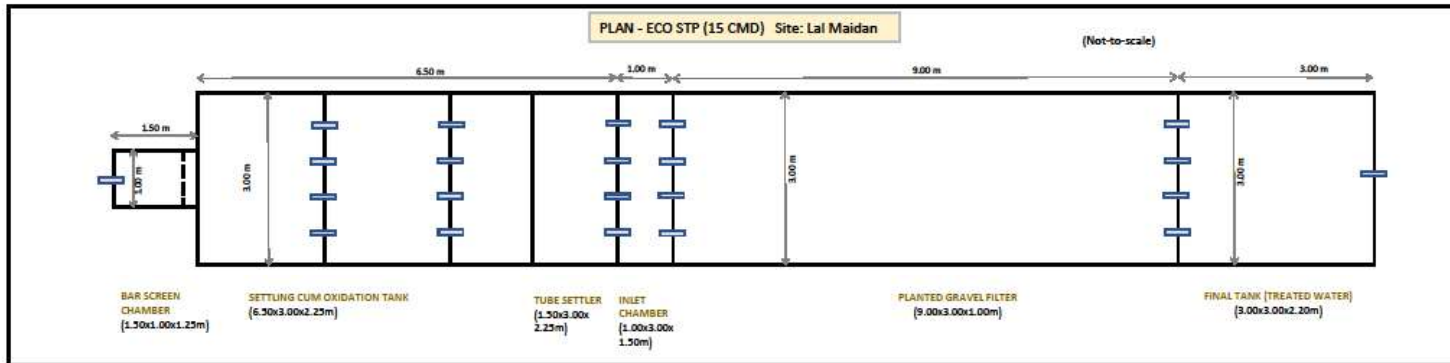 PLAN - ECO STP (15 CMD) Site: Lal Maidan
(Not-to-scale)
6.50 m
1.00 m
9.00 m
3.00 m
1.50 m
1.00 m
3.00 m
3.00 m
3.00 m
BAR SCREEN
CHAMBER
(1.50x1.00x1.25m)
SETTLING CUM OXIDATION TANK
(6.50x3.00x2.25m)
TUBE SETTLER
(1.50x3.00x
2.25m)
INLET
CHAMBER
(1.00x3.00x
1.50m)
PLANTED GRAVEL FILTER
(9.00x3.00x1.00m)
FINAL TANK (TREATED WATER)
(3.00x3.00x2.20m)